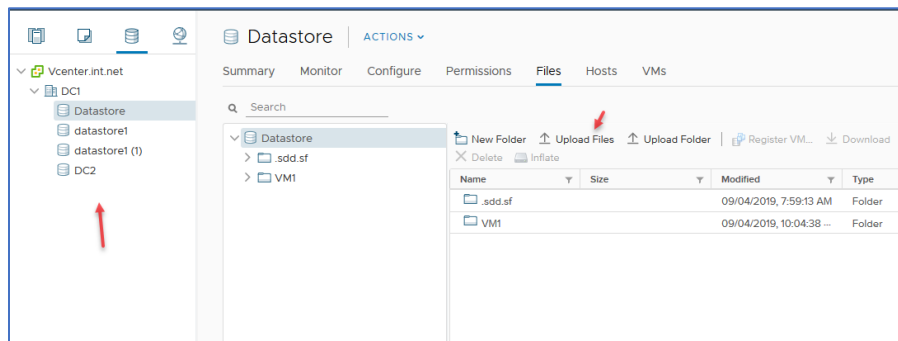 Datastore ACTIONS
Vcenter.int.net
DC1
Datastore
datastore1
datastore1 (1)
DC2
Summary Monitor Configure Permissions Files Hosts VMs
Search
Datastore
.sdd.sf
VM1
New Folder Upload Files Upload Folder Register VM... Download
Delete Inflate
Name Size Modified Type
.sdd.sf 09/04/2019, 7:59:13 AM Folder
VM1 09/04/2019, 10:04:38 ... Folder